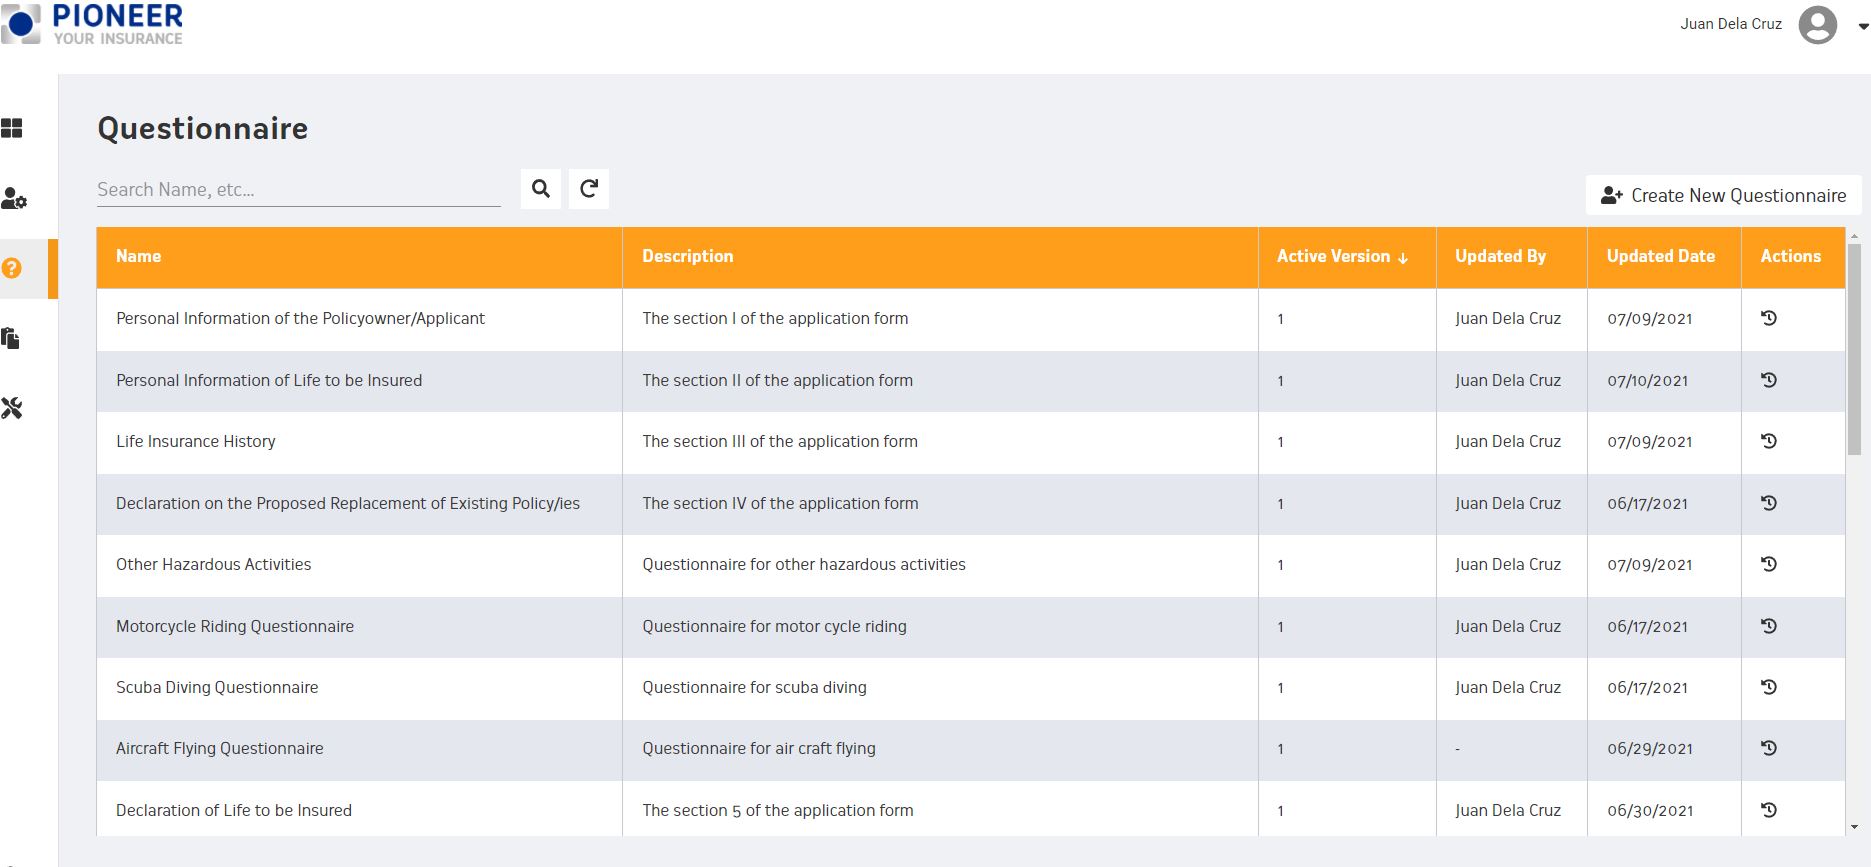 PIONEER
YOUR INSURANCE
Juan Dela Cruz
Questionnaire
Search Name, etc...
Create New Questionnaire
Name Description Active Version ↓ Updated By Updated Date Actions
Personal Information of the Policyowner/Applicant The section I of the application form 1 Juan Dela Cruz 07/09/2021
Personal Information of Life to be Insured The section II of the application form 1 Juan Dela Cruz 07/10/2021
Life Insurance History The section III of the application form 1 Juan Dela Cruz 07/09/2021
Declaration on the Proposed Replacement of Existing Policy/ies The section IV of the application form 1 Juan Dela Cruz 06/17/2021
Other Hazardous Activities Questionnaire for other hazardous activities 1 Juan Dela Cruz 07/09/2021
Motorcycle Riding Questionnaire Questionnaire for motor cycle riding 1 Juan Dela Cruz 06/17/2021
Scuba Diving Questionnaire Questionnaire for scuba diving 1 Juan Dela Cruz 06/17/2021
Aircraft Flying Questionnaire Questionnaire for air craft flying 1 - 06/29/2021
Declaration of Life to be Insured The section 5 of the application form 1 Juan Dela Cruz 06/30/2021